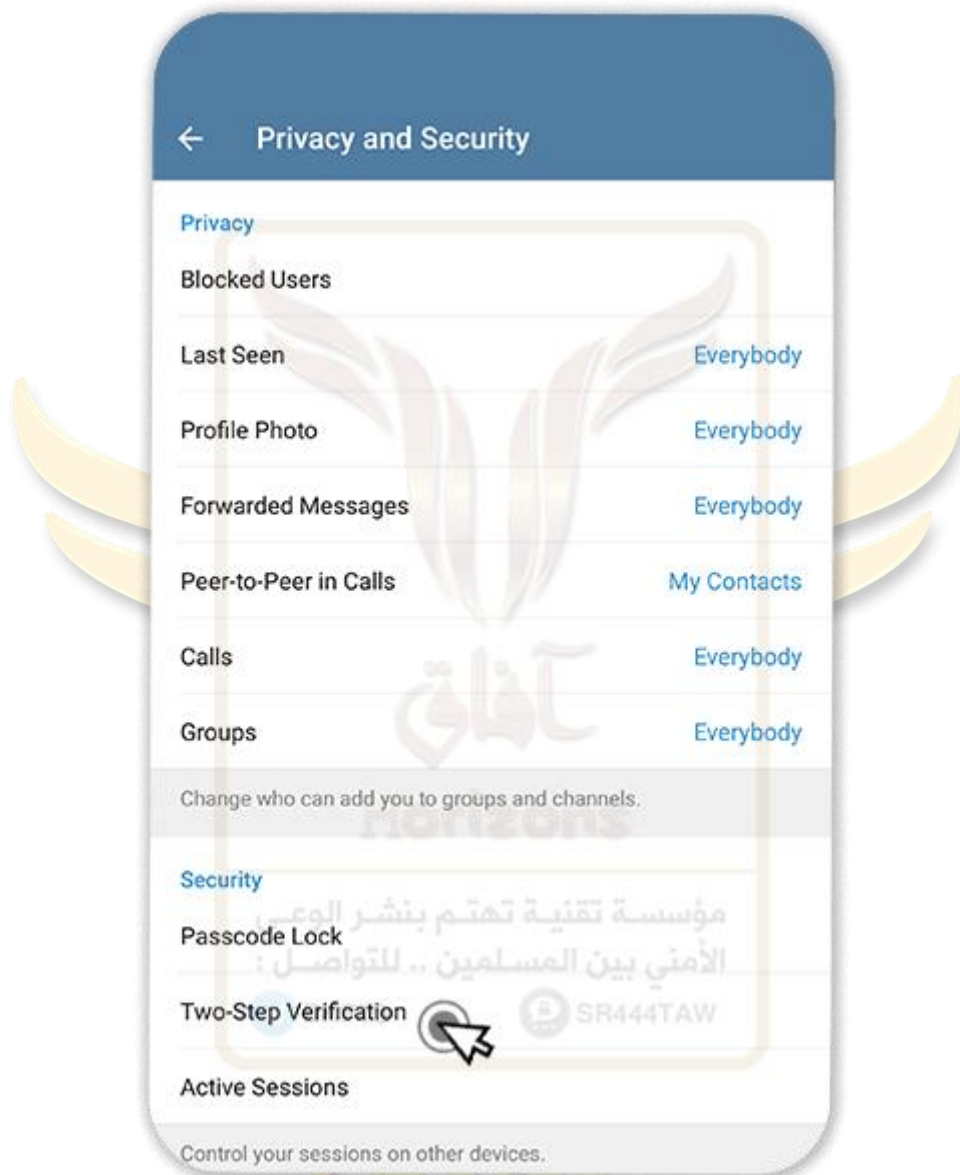 Privacy and Security
Privacy
Blocked Users
Last Seen Everybody
Profile Photo Everybody
Forwarded Messages Everybody
Peer-to-Peer in Calls My Contacts
Calls Everybody
Groups Everybody
آفاق
Change who can add you to groups and channels.
HORIZONS
Security
مؤسسة تقنية تهتم بنشر الوعي
Passcode Lock
الأمني بين المسلمين .. للتواصل :
Two-Step Verification
SR444TAW
Active Sessions
Control your sessions on other devices.